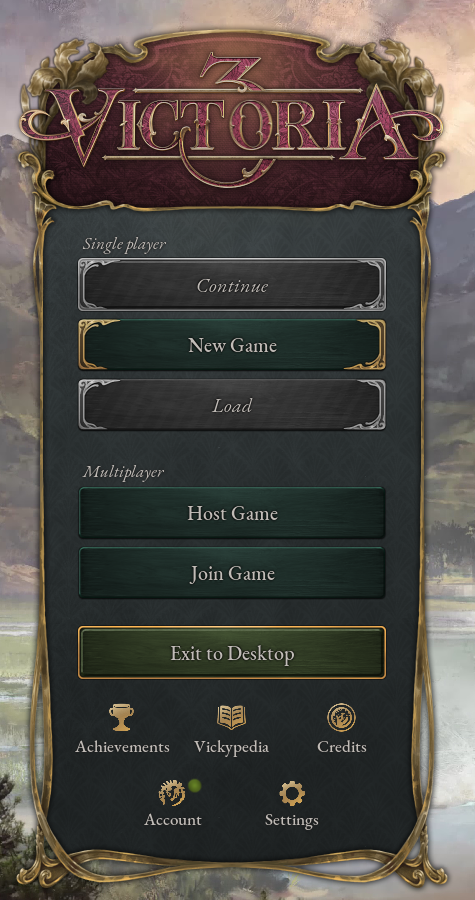 3
VICTORIA
Single player
Continue
New Game
Load
Multiplayer
Host Game
Join Game
Exit to Desktop
Achievements Vickypedia Credits
Account Settings